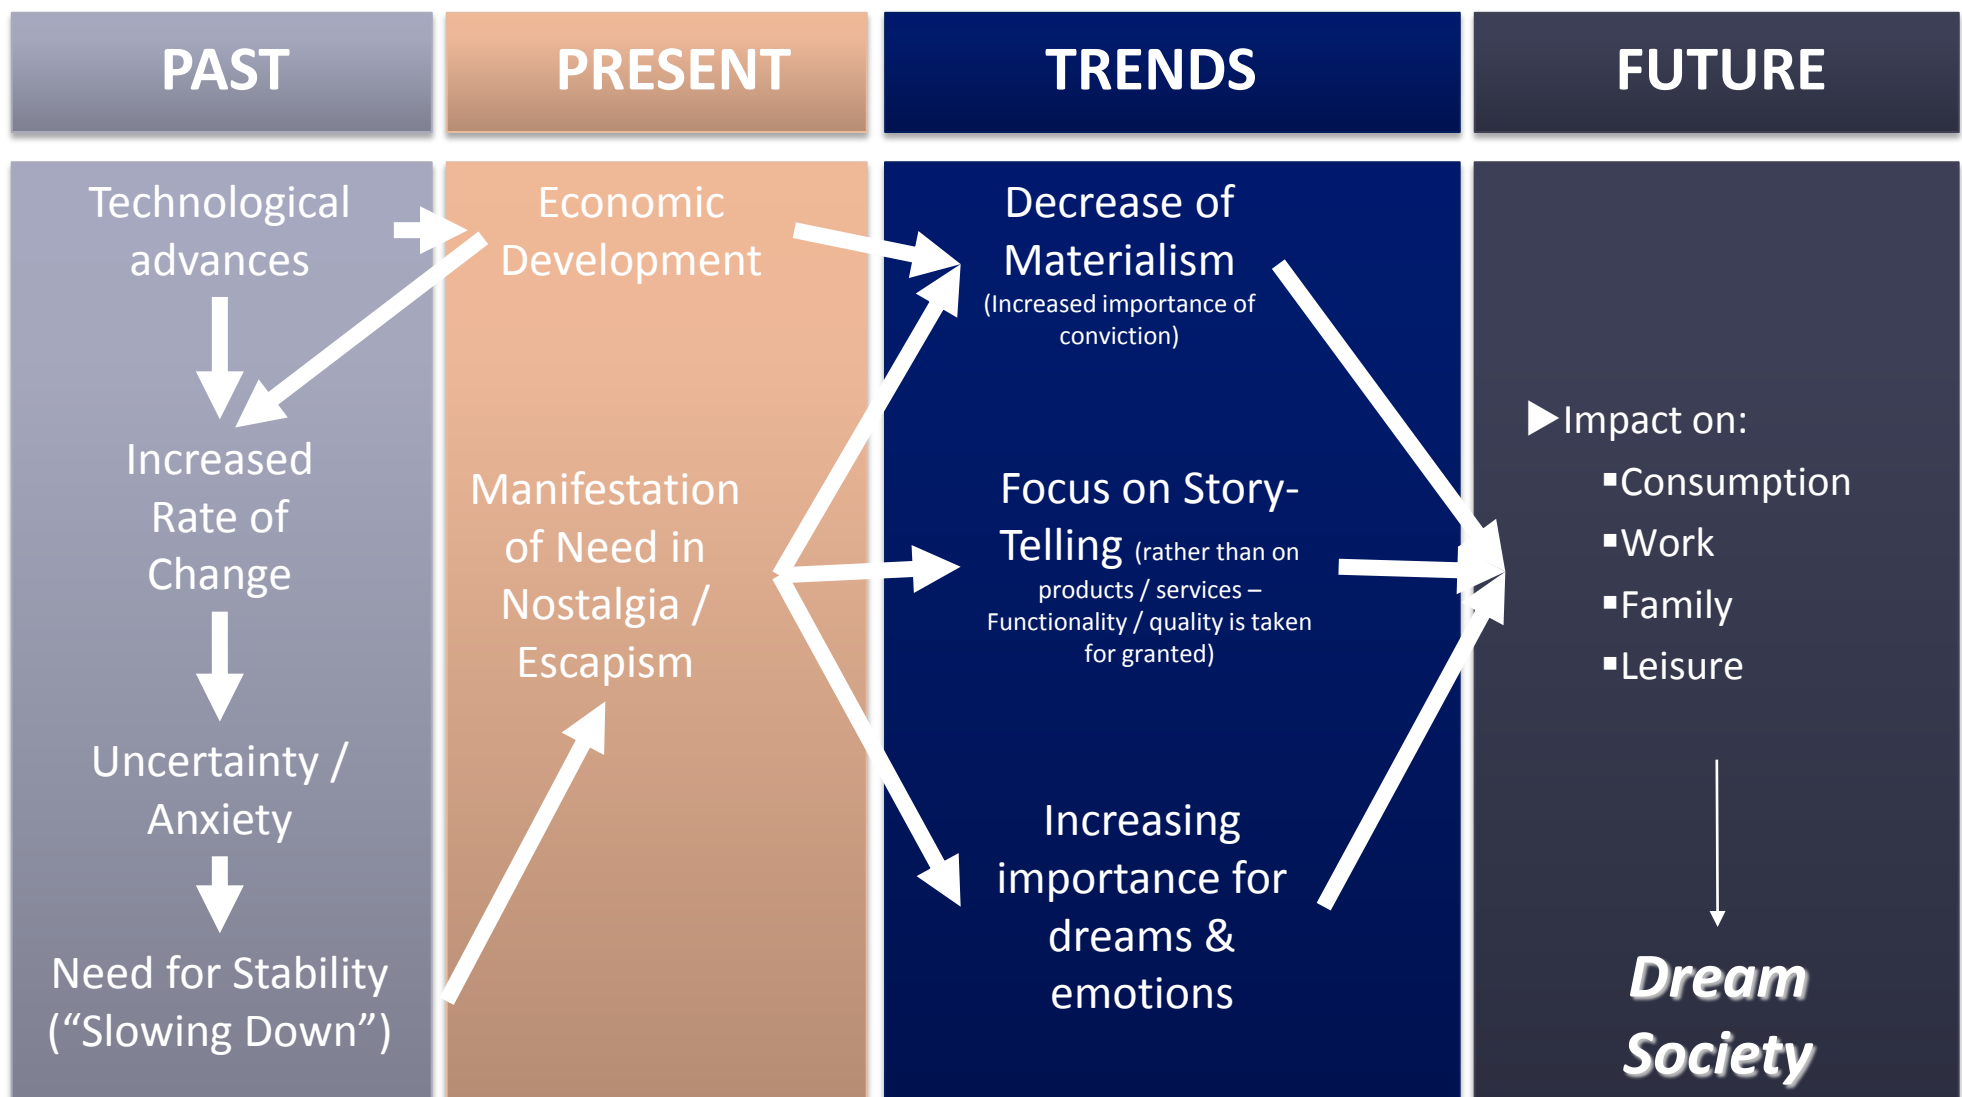 PAST
PRESENT
TRENDS
FUTURE
Technological
advances
Increased
Rate of
Change
Uncertainty /
Anxiety
Need for Stability
(“Slowing Down”)
Economic
Development
Manifestation
of Need in
Nostalgia /
Escapism
Decrease of
Materialism
(Increased importance of
conviction)
Focus on Story-
Telling (rather than on
products / services –
Functionality / quality is taken
for granted)
Increasing
importance for
dreams &
emotions
Impact on:
Consumption
Work
Family
Leisure
Dream
Society